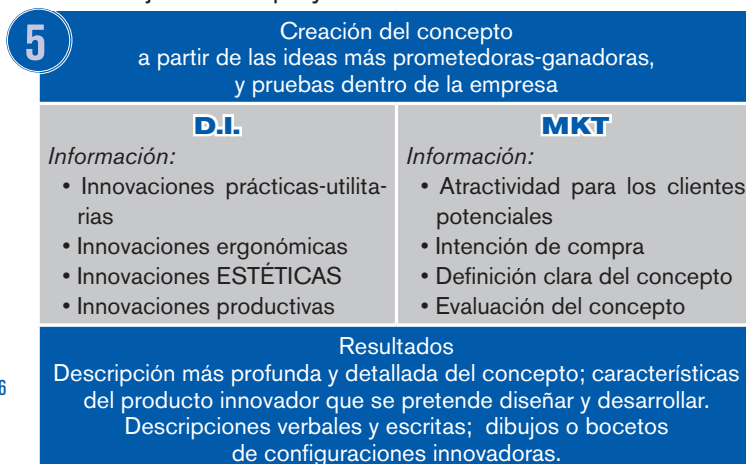 5
Creación del concepto
a partir de las ideas más prometedoras-ganadoras,
y pruebas dentro de la empresa
D.I.
Información:
• Innovaciones prácticas-utilita-
rias
• Innovaciones ergonómicas
• Innovaciones ESTÉTICAS
• Innovaciones productivas
MKT
Información:
• Atractividad para los clientes
potenciales
• Intención de compra
• Definición clara del concepto
• Evaluación del concepto
Resultados
Descripción más profunda y detallada del concepto; características
del producto innovador que se pretende diseñar y desarrollar.
Descripciones verbales y escritas; dibujos o bocetos
de configuraciones innovadoras.
6